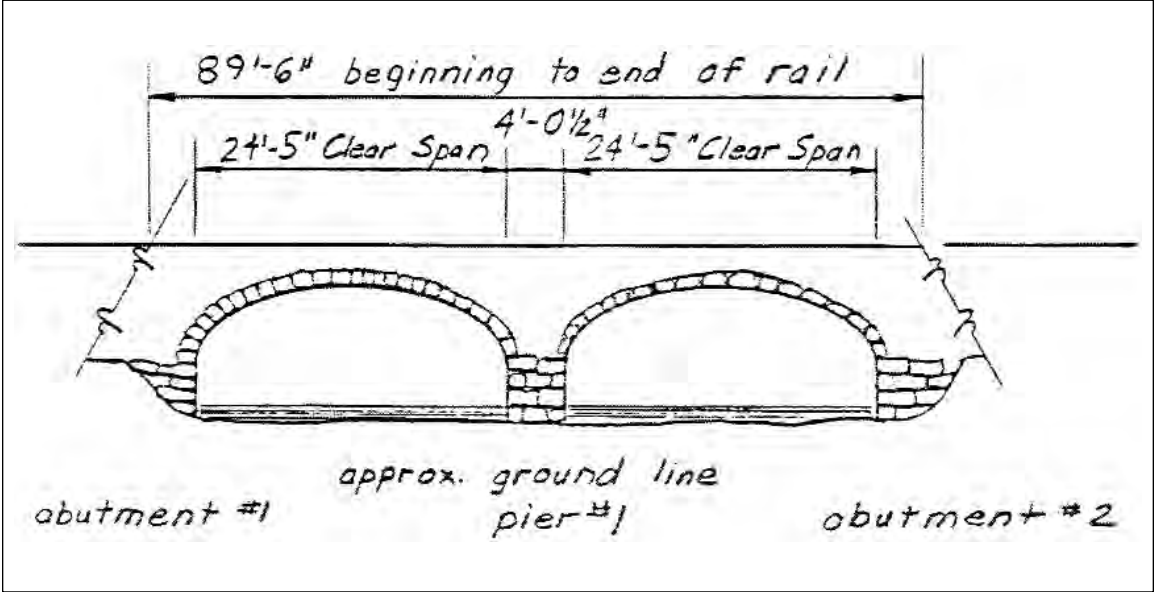 89'-6" beginning to end of rail
4'-0½"
24'-5" Clear Span 24'-5" Clear Span
approx. ground line
abutment #1 pier #1 abutment #2